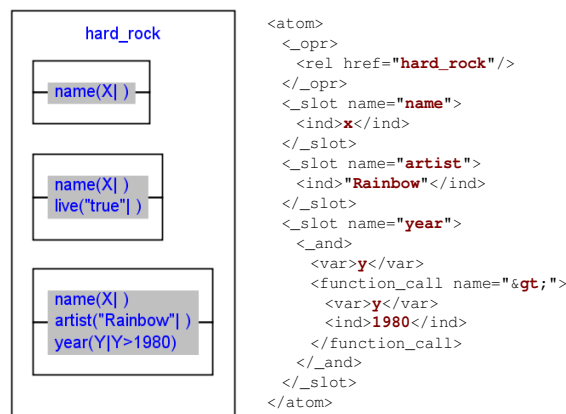 hard_rock
name(X| )
name(X| )
live("true"| )
name(X| )
artist("Rainbow"| )
year(Y|Y>1980)
<atom>
<_opr>
<rel href="hard_rock"/>
</_opr>
<_slot name="name">
<ind>x</ind>
</_slot>
<_slot name="artist">
<ind>"Rainbow"</ind>
</_slot>
<_slot name="year">
<_and>
<var>y</var>
<function_call name="&gt;">
<var>y</var>
<ind>1980</ind>
</function_call>
</_and>
</_slot>
</atom>